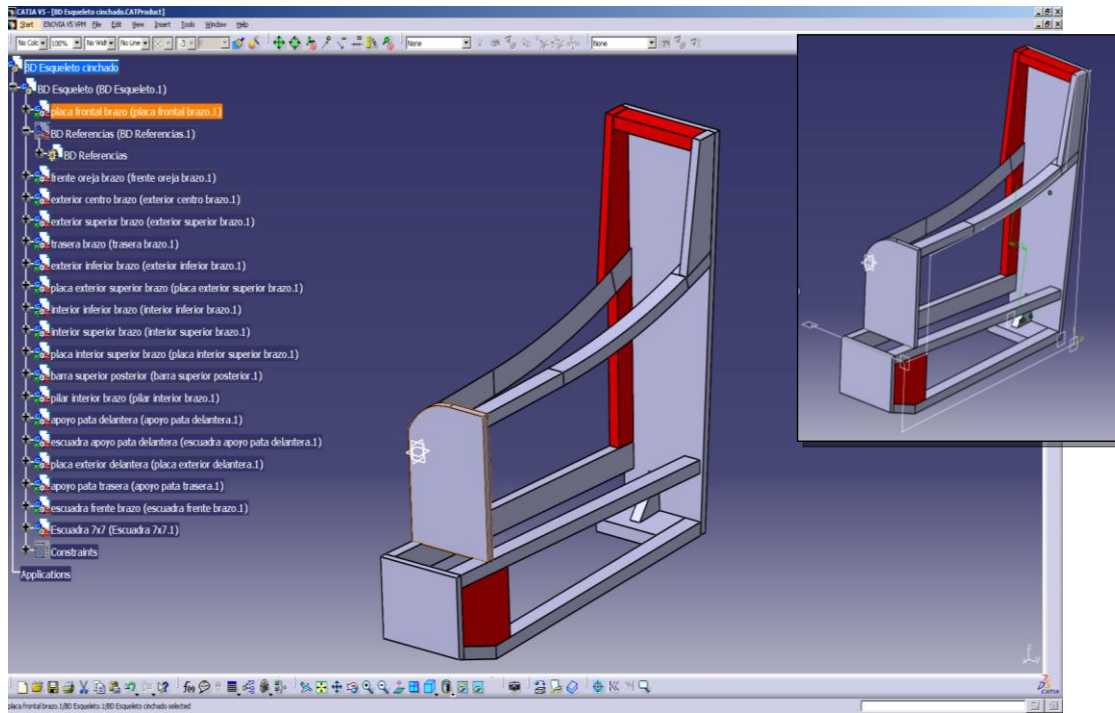 CATIA V5 - [BD Esqueleto cinchado.CATProduct]
Start ENOVIA V5 VPM File Edit View Insert Tools Window Help
100% None None
BD Esqueleto cinchado
BD Esqueleto (BD Esqueleto.1)
placa frontal brazo (placa frontal brazo.1)
BD Referencias (BD Referencias.1)
BD Referencias
frente oreja brazo (frente oreja brazo.1)
exterior centro brazo (exterior centro brazo.1)
exterior superior brazo (exterior superior brazo.1)
trasera brazo (trasera brazo.1)
exterior inferior brazo (exterior inferior brazo.1)
placa exterior superior brazo (placa exterior superior brazo.1)
interior inferior brazo (interior inferior brazo.1)
interior superior brazo (interior superior brazo.1)
placa interior superior brazo (placa interior superior brazo.1)
barra superior posterior (barra superior posterior.1)
pilar interior brazo (pilar interior brazo.1)
apoyo pata delantera (apoyo pata delantera.1)
escuadra apoyo pata delantera (escuadra apoyo pata delantera.1)
placa exterior delantera (placa exterior delantera.1)
apoyo pata trasera (apoyo pata trasera.1)
escuadra frente brazo (escuadra frente brazo.1)
Escuadra 7x7 (Escuadra 7x7.1)
Constraints
Applications
CATIA
placa frontal brazo.1/BD Esqueleto.1/BD Esqueleto cinchado selected